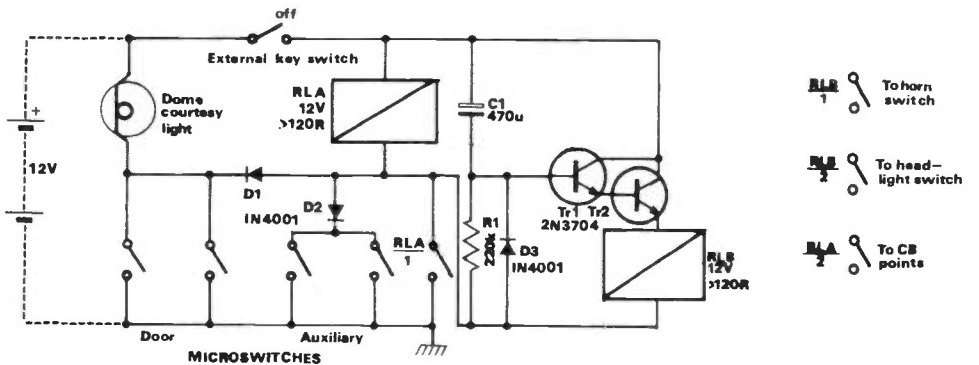 off
External key switch
+
12V
Dome
courtesy
light
RLA
12V
>120R
C1
470u
D1
IN4001
D2
RLA
1
R1
220k
D3
IN4001
Tr1 Tr2
2N3704
RLB
12V
>120R
Door
Auxiliary
MICROSWITCHES
RLB
1
To horn
switch
RLB
2
To head–
light switch
RLA
2
To CB
points